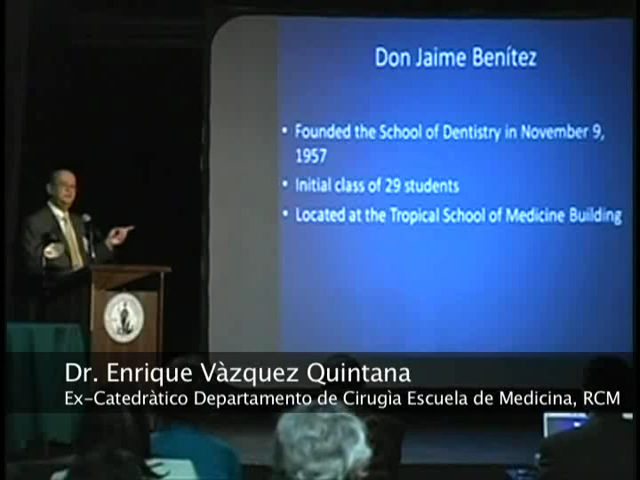 Don Jaime Benítez
• Founded the School of Dentistry in November 9,
1957
• Initial class of 29 students
• Located at the Tropical School of Medicine Building
Dr. Enrique Vàzquez Quintana
Ex-Catedràtico Departamento de Cirugìa Escuela de Medicina, RCM